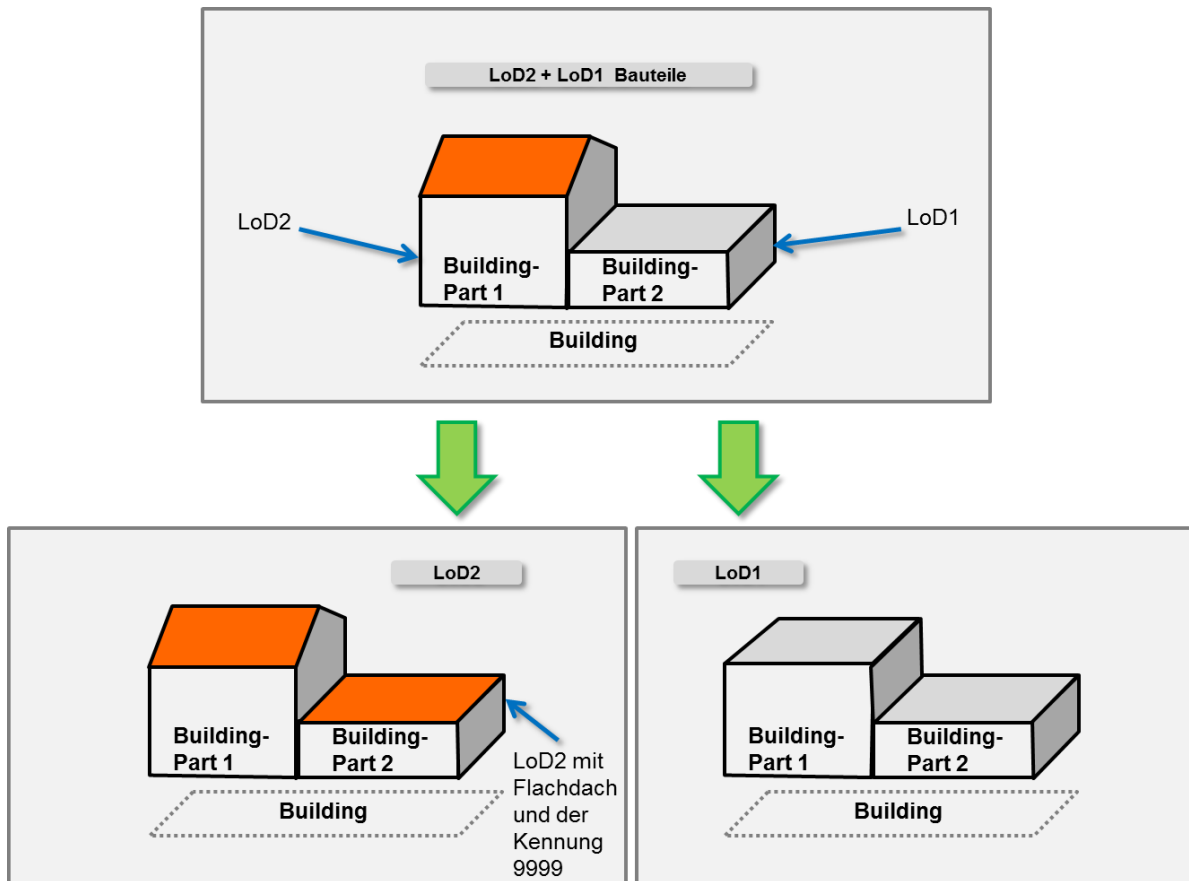 LoD2 + LoD1 Bauteile
LoD2
LoD1
Building-
Part 1
Building-
Part 2
Building
LoD2
Building-
Part 1
Building-
Part 2
LoD2 mit
Flachdach
und der
Kennung
9999
Building
LoD1
Building-
Part 1
Building-
Part 2
Building